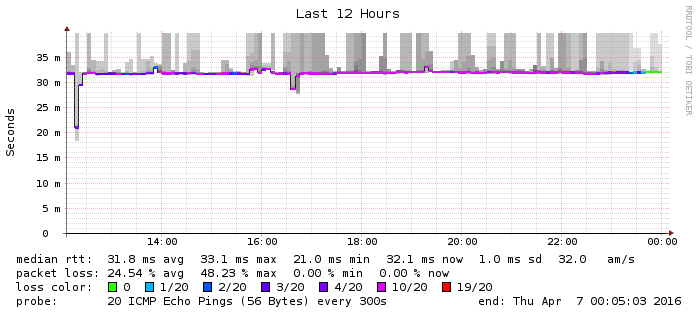 Last 12 Hours
RRDTOOL / TOBI OETIKER
Seconds
35 m
30 m
25 m
20 m
15 m
10 m
5 m
0
14:00 16:00 18:00 20:00 22:00 00:00
median rtt: 31.8 ms avg 33.1 ms max 21.0 ms min 32.1 ms now 1.0 ms sd 32.0 am/s
packet loss: 24.54 % avg 48.23 % max 0.00 % min 0.00 % now
loss color: 0 1/20 2/20 3/20 4/20 10/20 19/20
probe: 20 ICMP Echo Pings (56 Bytes) every 300s end: Thu Apr 7 00:05:03 2016